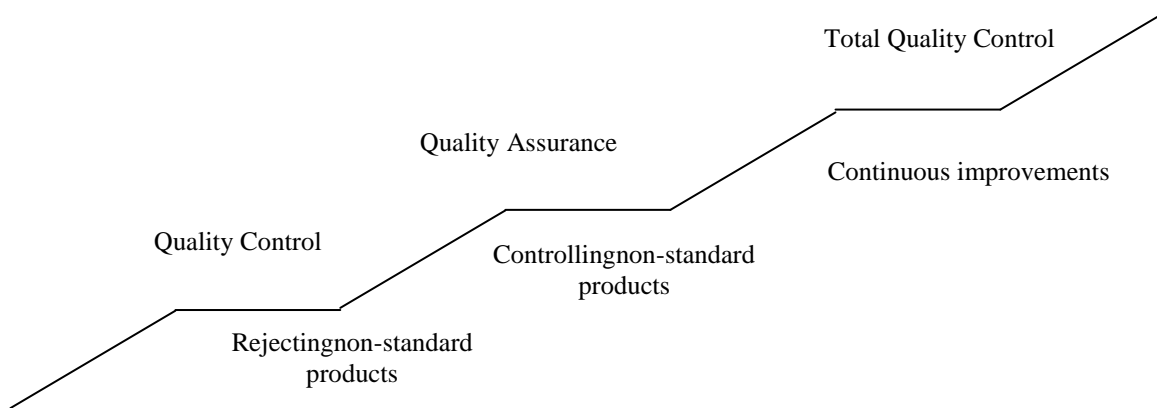 Total Quality Control
Quality Assurance
Continuous improvements
Quality Control
Controllingnon-standard
products
Rejectingnon-standard
products